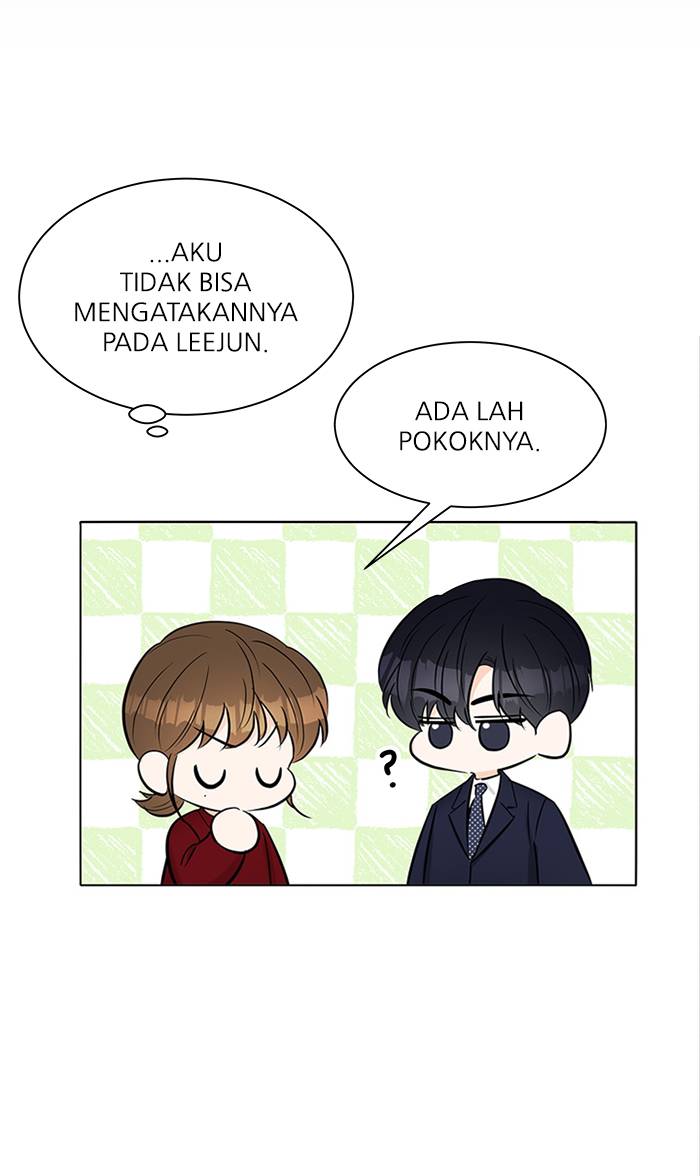 ...AKU
TIDAK BISA
MENGATAKANNYA
PADA LEEJUN.
ADA LAH
POKOKNYA.
?